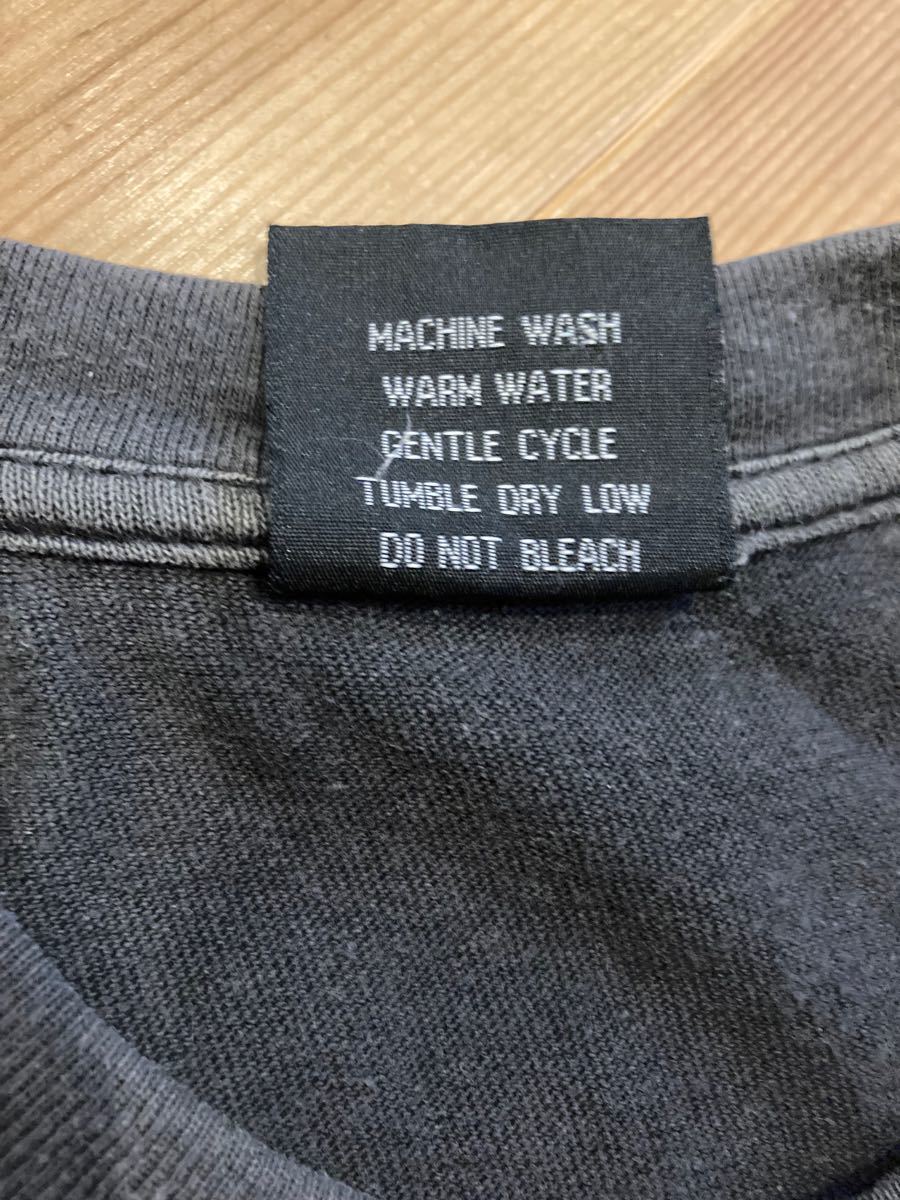 MACHINE WASH
WARM WATER
GENTLE CYCLE
TUMBLE DRY LOW
DO NOT BLEACH